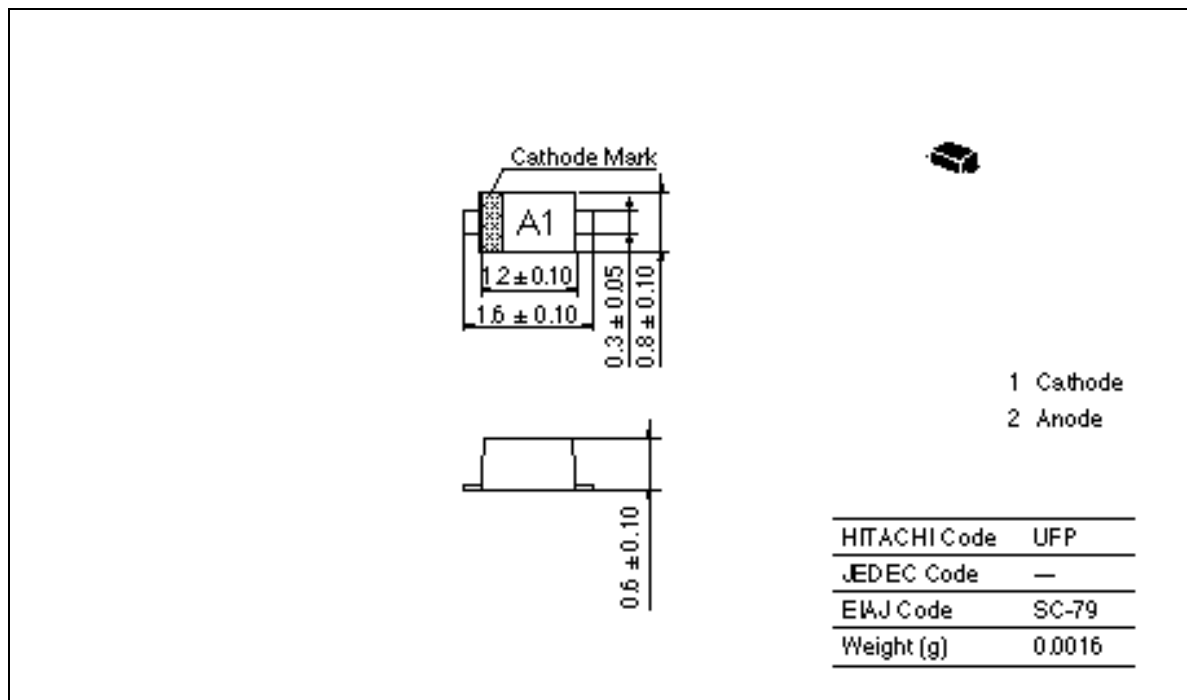 Cathode Mark
A1
1.2 ± 0.10
1.6 ± 0.10
0.3 ± 0.05
0.8 ± 0.10
1 Cathode
2 Anode
0.6 ± 0.10
HITACHI Code UFP
JEDEC Code —
EIAJ Code SC-79
Weight (g) 0.0016